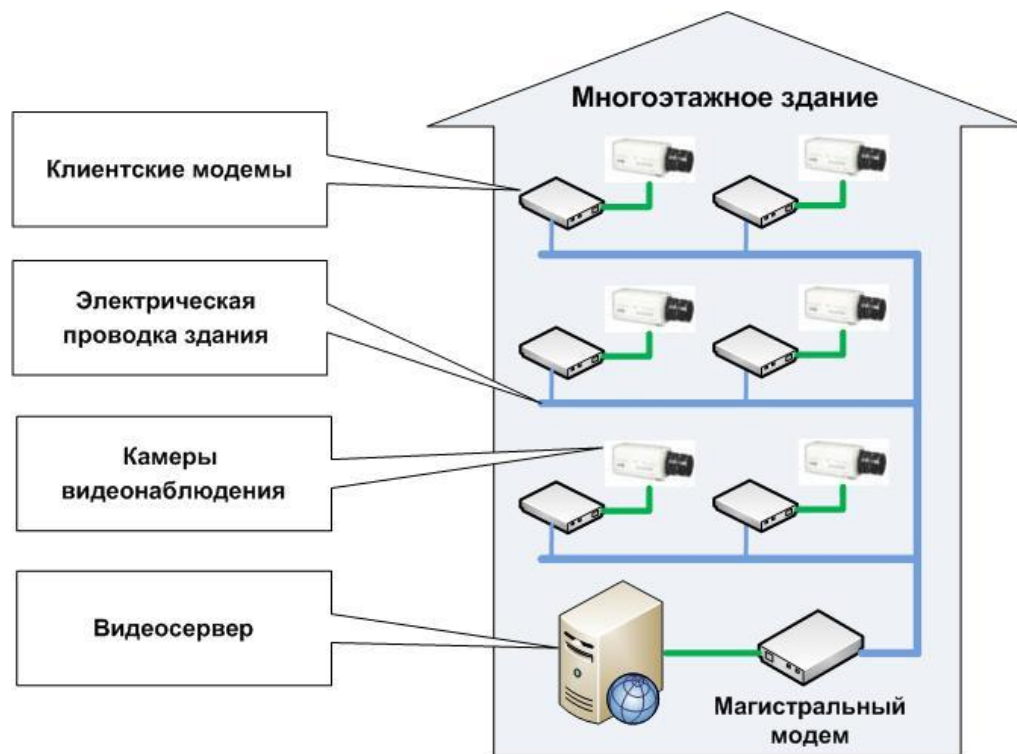 Многоэтажное здание
Клиентские модемы
Электрическая
проводка здания
Камеры
видеонаблюдения
Видеосервер
Магистральный
модем